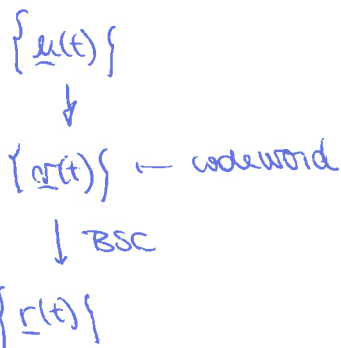 {u(t)}
↓
{v(t)} ← codeword
↓ BSC
{r(t)}